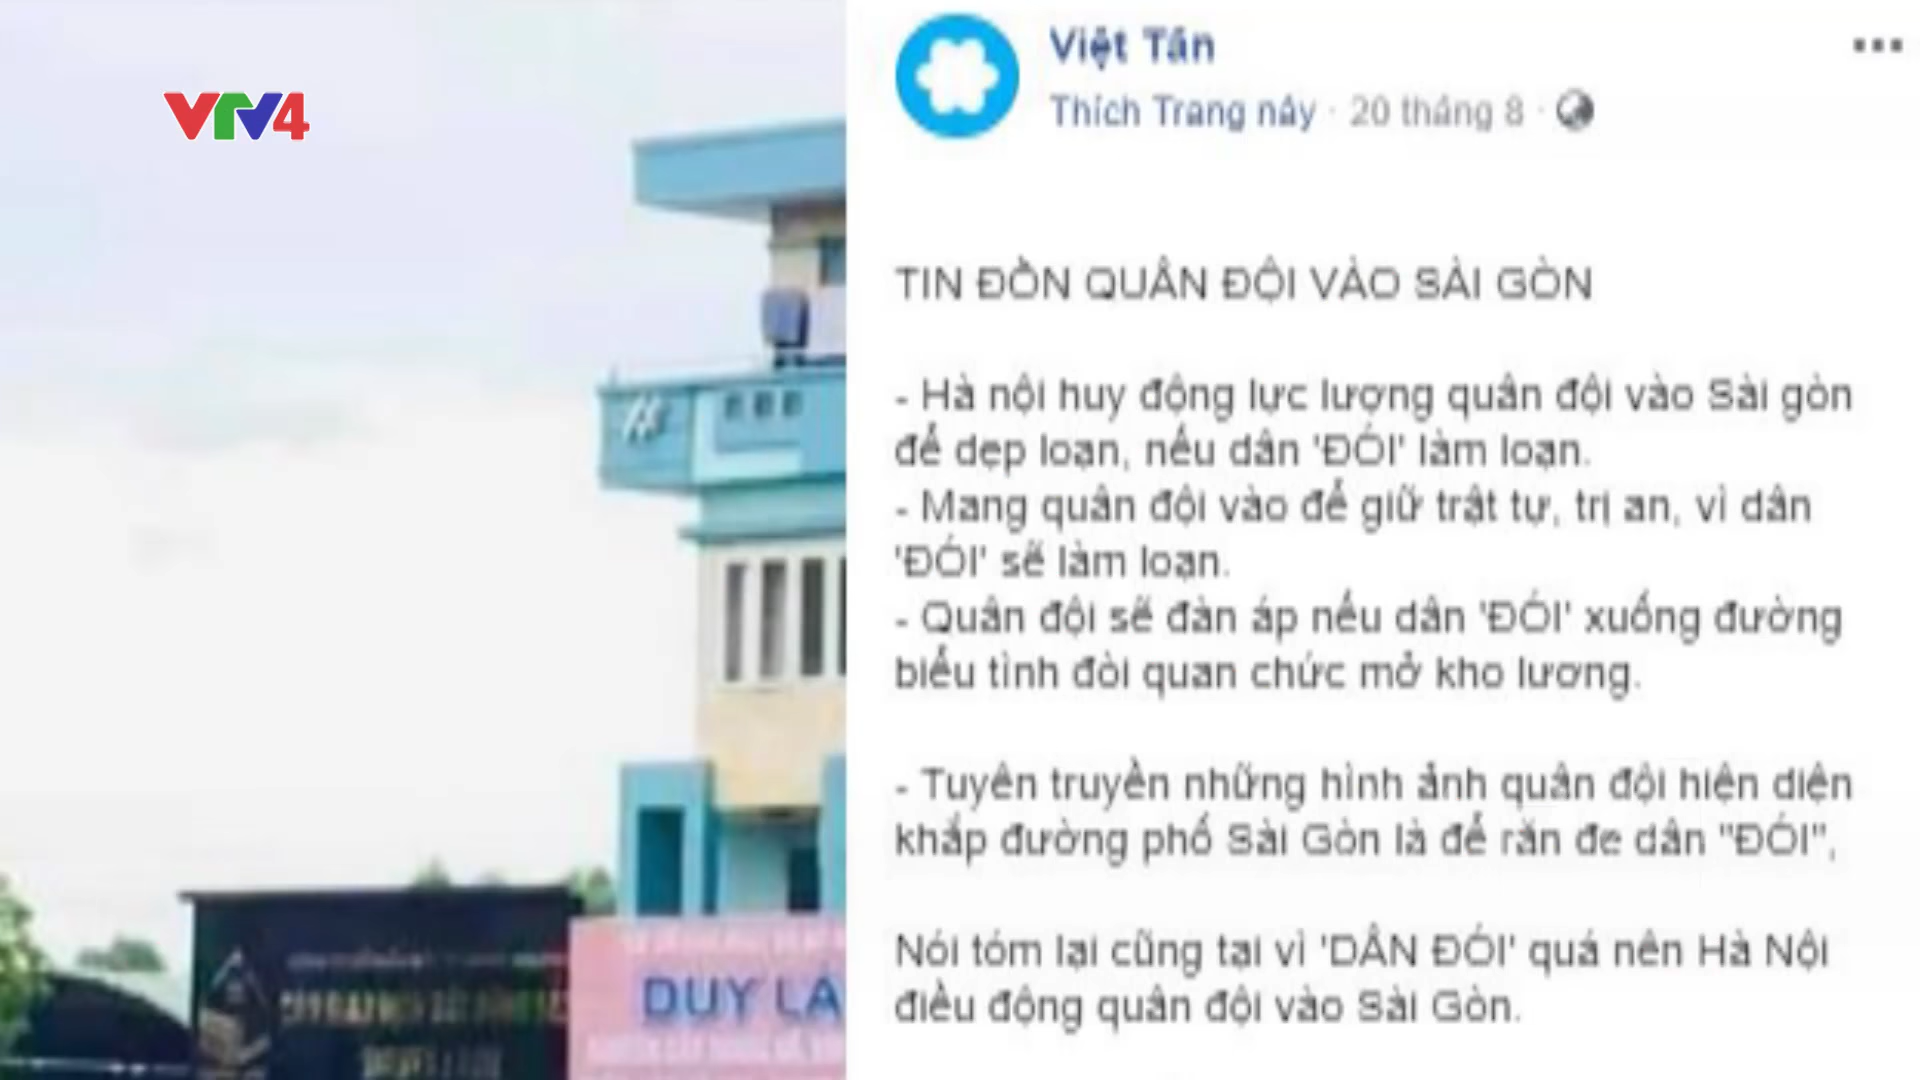 VTV4
Việt Tân
Thích Trang này · 20 tháng 8 ·
TIN ĐỒN QUÂN ĐỘI VÀO SÀI GÒN
- Hà nội huy động lực lượng quân đội vào Sài gòn
để dẹp loạn, nếu dân 'ĐÓI' làm loạn.
- Mang quân đội vào để giữ trật tự, trị an, vì dân
'ĐÓI' sẽ làm loạn.
- Quân đội sẽ đàn áp nếu dân 'ĐÓI' xuống đường
biểu tình đòi quan chức mở kho lương.
- Tuyên truyền những hình ảnh quân đội hiện diện
khắp đường phố Sài Gòn là để răn đe dân "ĐÓI",
Nói tóm lại cũng tại vì 'DÂN ĐÓI' quá nên Hà Nội
điều động quân đội vào Sài Gòn.
DUY LA